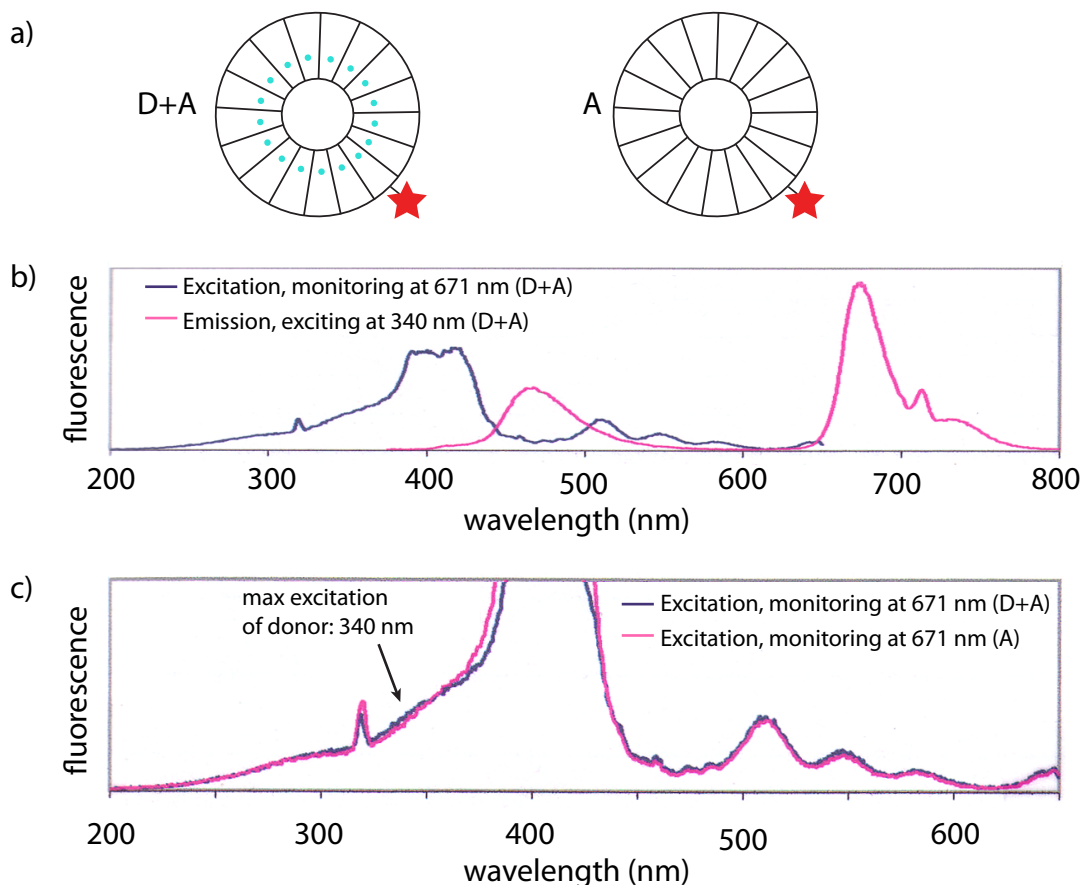 a)
D+A
A
b)
fluorescence
Excitation, monitoring at 671 nm (D+A)
Emission, exciting at 340 nm (D+A)
200 300 400 500 600 700 800
wavelength (nm)
c)
fluorescence
max excitation
of donor: 340 nm
Excitation, monitoring at 671 nm (D+A)
Excitation, monitoring at 671 nm (A)
200 300 400 500 600
wavelength (nm)